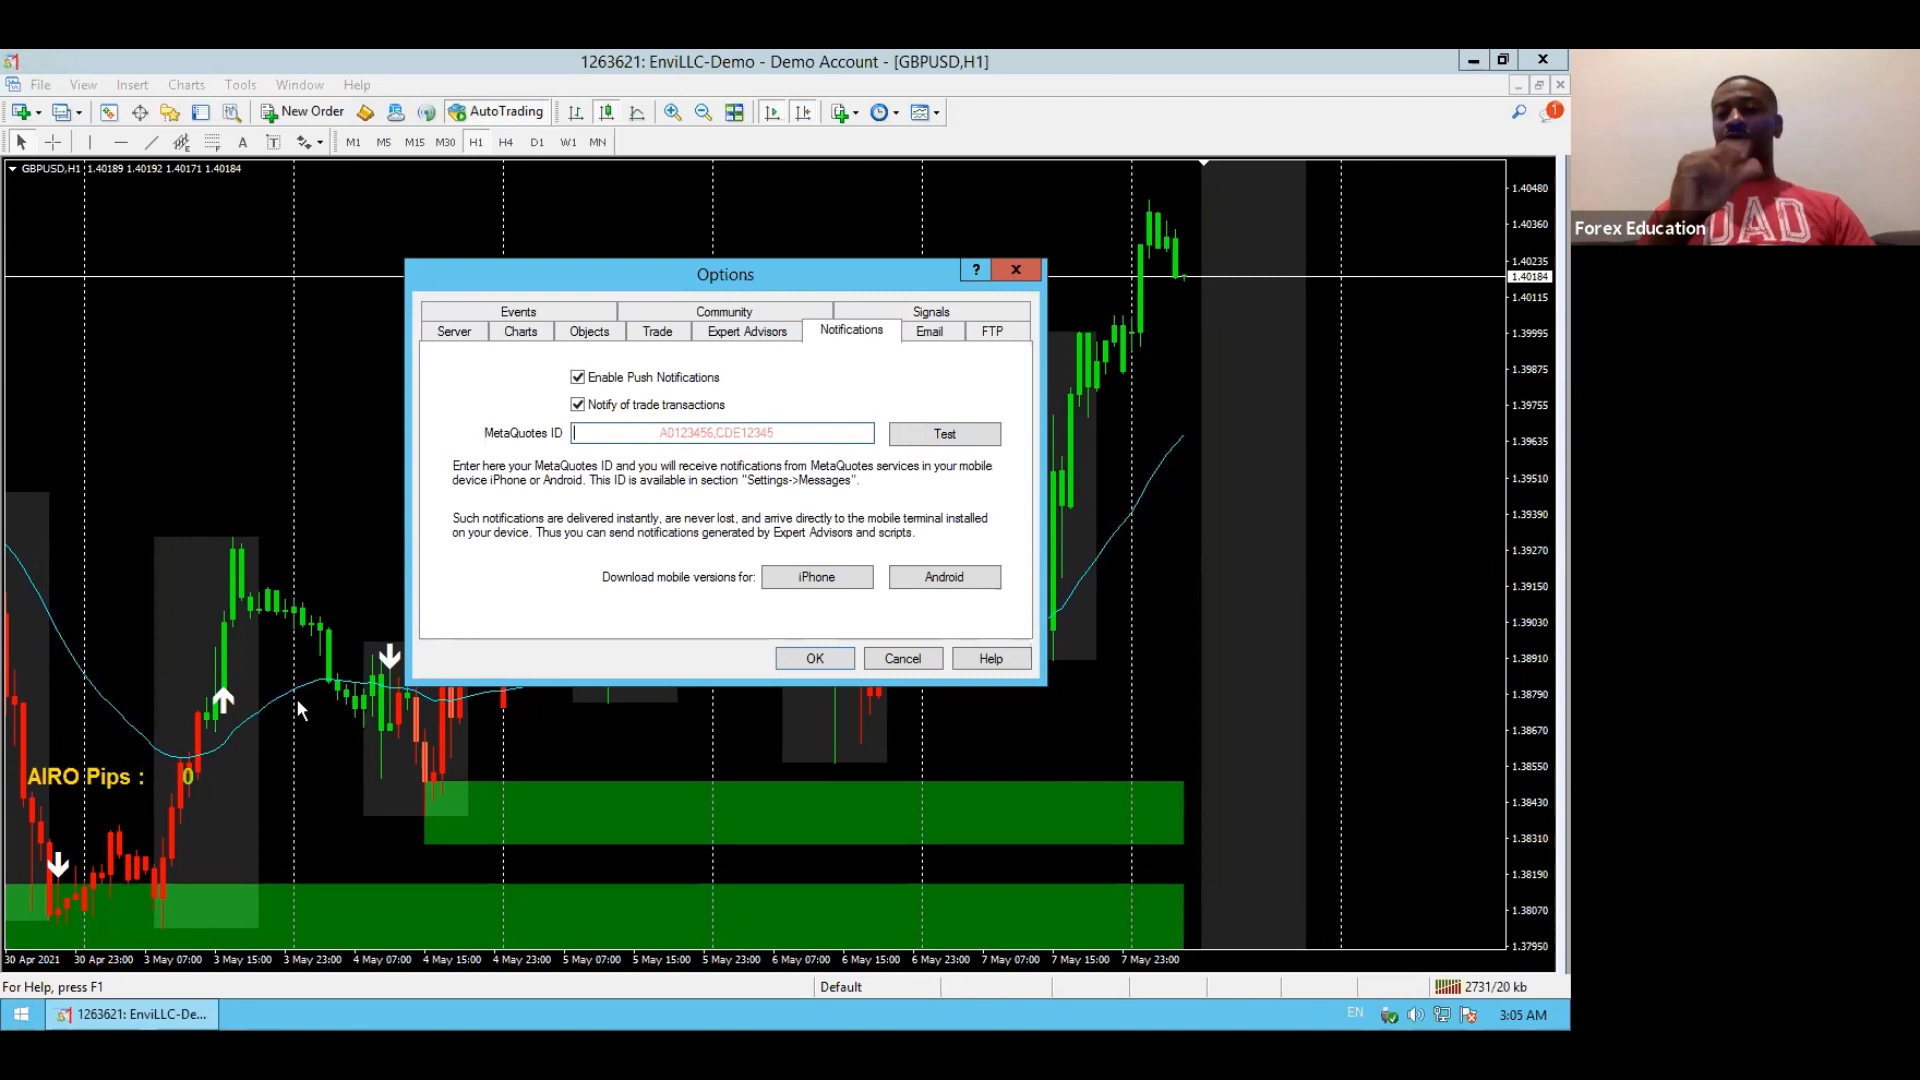 1263621: EnviLLC-Demo - Demo Account - [GBPUSD,H1]
File View Insert Charts Tools Window Help
New Order AutoTrading 1
A T M1 M5 M15 M30 H1 H4 D1 W1 MN
GBPUSD,H1 1.40189 1.40192 1.40171 1.40184
Forex Education
DAD
Options
?
Events Community Signals
Server Charts Objects Trade Expert Advisors Notifications Email FTP
Enable Push Notifications
Notify of trade transactions
MetaQuotes ID A0123456,CDE12345 Test
Enter here your MetaQuotes ID and you will receive notifications from MetaQuotes services in your mobile
device iPhone or Android. This ID is available in section "Settings->Messages".
Such notifications are delivered instantly, are never lost, and arrive directly to the mobile terminal installed
on your device. Thus you can send notifications generated by Expert Advisors and scripts.
Download mobile versions for: iPhone Android
OK Cancel Help
AIRO Pips : 0
1.40480
1.40360
1.40235
1.40184
1.40115
1.39995
1.39875
1.39755
1.39635
1.39510
1.39390
1.39270
1.39150
1.39030
1.38910
1.38790
1.38670
1.38550
1.38430
1.38310
1.38190
1.38070
1.37950
30 Apr 2021 30 Apr 23:00 3 May 07:00 3 May 15:00 3 May 23:00 4 May 07:00 4 May 15:00 4 May 23:00 5 May 07:00 5 May 15:00 5 May 23:00 6 May 07:00 6 May 15:00 6 May 23:00 7 May 07:00 7 May 15:00 7 May 23:00
For Help, press F1 Default 2731/20 kb
1263621: EnviLLC-De... EN 3:05 AM